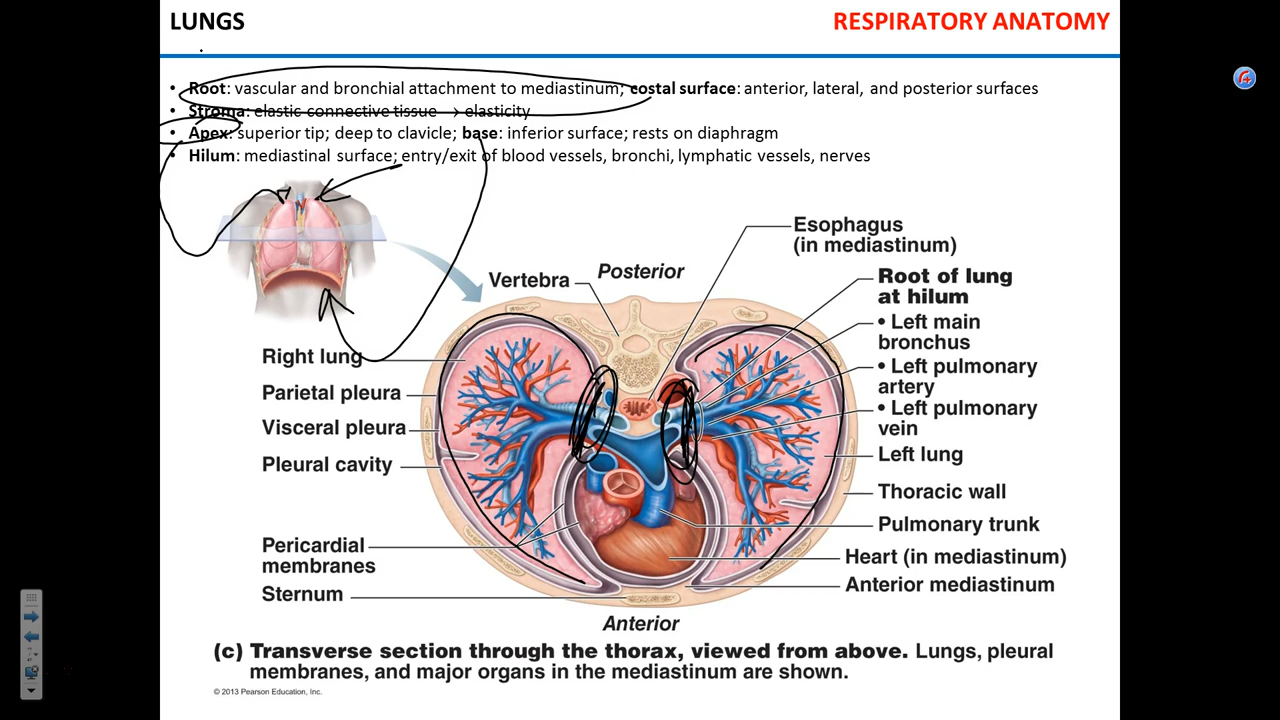 LUNGS
RESPIRATORY ANATOMY
• Root: vascular and bronchial attachment to mediastinum; costal surface: anterior, lateral, and posterior surfaces
• Stroma: elastic connective tissue → elasticity
• Apex: superior tip; deep to clavicle; base: inferior surface; rests on diaphragm
• Hilum: mediastinal surface; entry/exit of blood vessels, bronchi, lymphatic vessels, nerves
Esophagus
(in mediastinum)
Posterior
Vertebra
Root of lung
at hilum
• Left main
bronchus
• Left pulmonary
artery
• Left pulmonary
vein
Left lung
Thoracic wall
Pulmonary trunk
Heart (in mediastinum)
Anterior mediastinum
Right lung
Parietal pleura
Visceral pleura
Pleural cavity
Pericardial
membranes
Sternum
Anterior
(c) Transverse section through the thorax, viewed from above. Lungs, pleural
membranes, and major organs in the mediastinum are shown.
© 2013 Pearson Education, Inc.